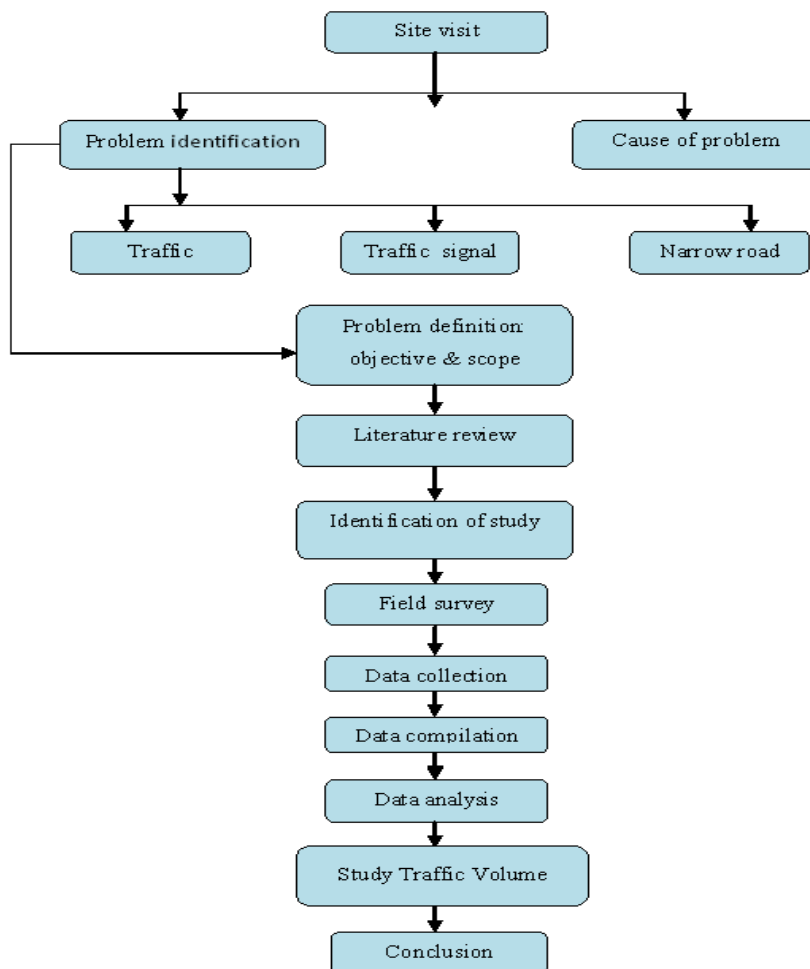 Site visit
Problem identification
Cause of problem
Traffic
Traffic signal
Narrow road
Problem definition:
objective & scope
Literature review
Identification of study
Field survey
Data collection
Data compilation
Data analysis
Study Traffic Volume
Conclusion